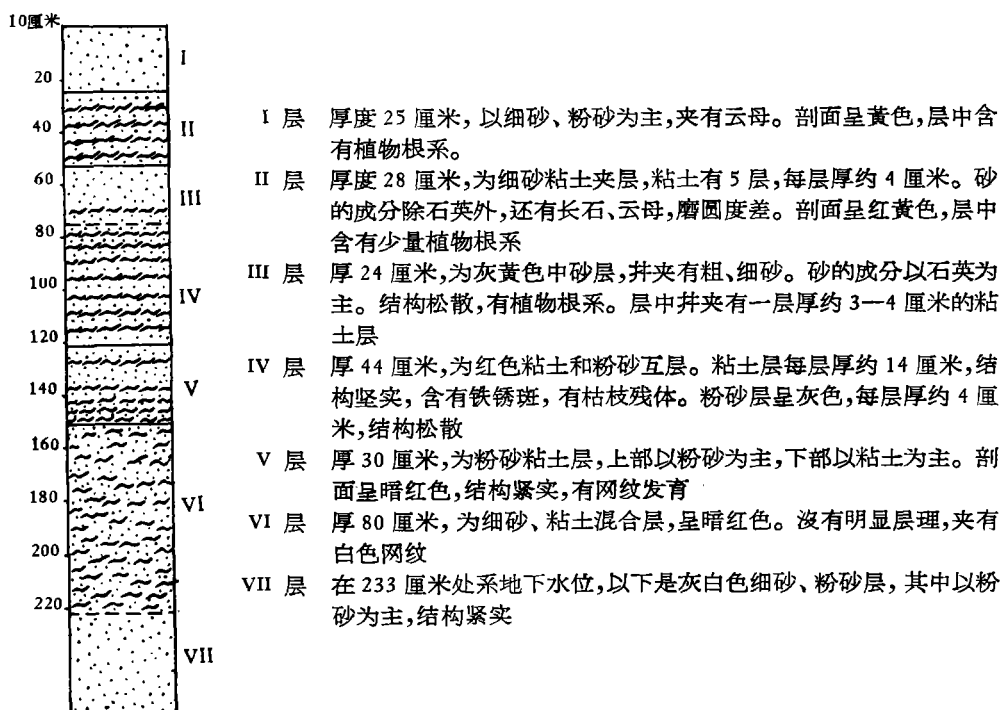 10厘米
20
40
60
80
100
120
140
160
180
200
220
I
II
III
IV
V
VI
VII
I 层 厚度 25 厘米，以细砂、粉砂为主，夹有云母。剖面呈黄色，层中含
有植物根系。
II 层 厚度 28 厘米，为细砂粘土夹层，粘土有 5 层，每层厚约 4 厘米。砂
的成分除石英外，还有长石、云母，磨圆度差。剖面呈红黄色，层中
含有少量植物根系
III 层 厚 24 厘米，为灰黄色中砂层，并夹有粗、细砂。砂的成分以石英为
主。结构松散，有植物根系。层中并夹有一层厚约 3—4 厘米的粘
土层
IV 层 厚 44 厘米，为红色粘土和粉砂互层。粘土层每层厚约 14 厘米，结
构坚实，含有铁锈斑，有枯枝残体。粉砂层呈灰色，每层厚约 4 厘
米，结构松散
V 层 厚 30 厘米，为粉砂粘土层，上部以粉砂为主，下部以粘土为主。剖
面呈暗红色，结构紧实，有网纹发育
VI 层 厚 80 厘米，为细砂、粘土混合层，呈暗红色。没有明显层理，夹有
白色网纹
VII 层 在 233 厘米处系地下水位，以下是灰白色细砂、粉砂层，其中以粉
砂为主，结构紧实